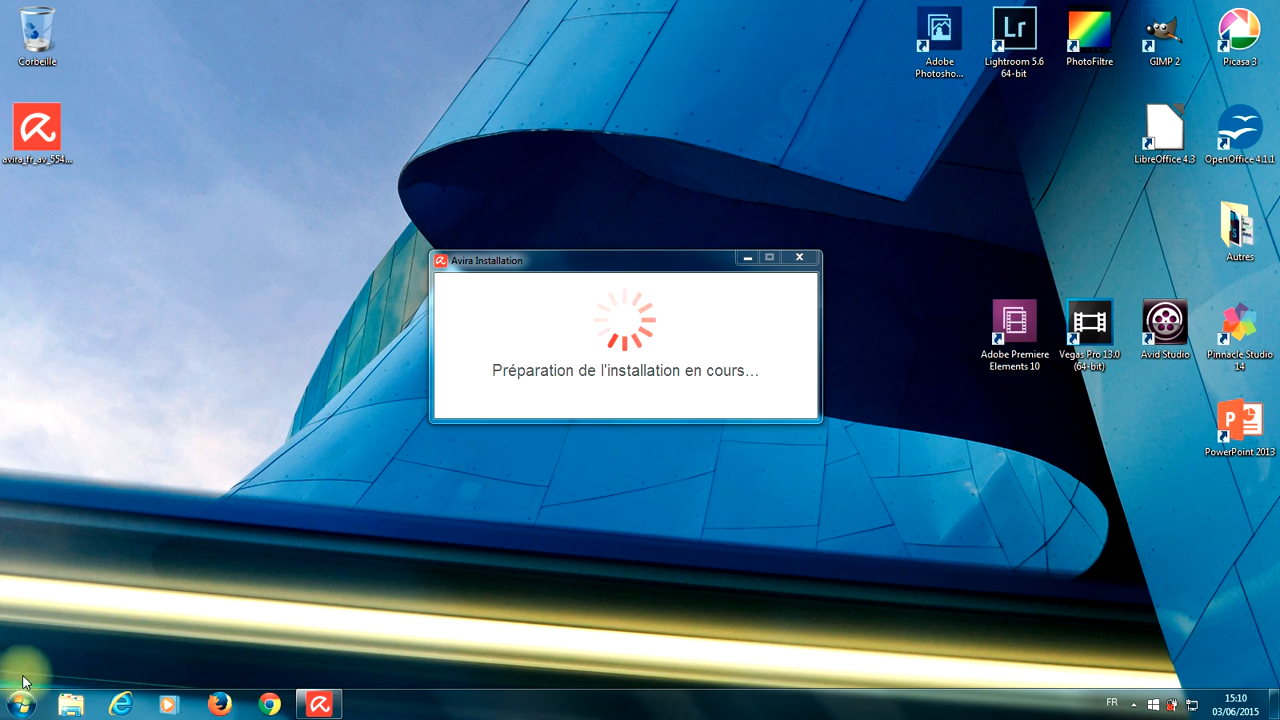 Corbeille
avira_fr_av_554...
Adobe
Photosho...
Lr
Lightroom 5.6
64-bit
PhotoFiltre
GIMP 2
Picasa 3
LibreOffice 4.3
OpenOffice 4.1.1
Autres
Avira Installation
Préparation de l'installation en cours...
Adobe Premiere
Elements 10
Vegas Pro 13.0
(64-bit)
Avid Studio
Pinnacle Studio
14
P
PowerPoint 2013
FR
15:10
03/06/2015